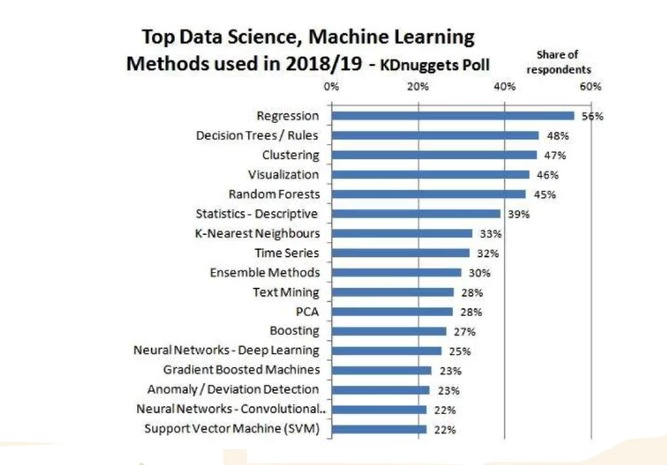 Top Data Science, Machine Learning
Methods used in 2018/19 - KDnuggets Poll
Share of
respondents
0% 20% 40% 60%
Regression 56%
Decision Trees / Rules 48%
Clustering 47%
Visualization 46%
Random Forests 45%
Statistics - Descriptive 39%
K-Nearest Neighbours 33%
Time Series 32%
Ensemble Methods 30%
Text Mining 28%
PCA 28%
Boosting 27%
Neural Networks - Deep Learning 25%
Gradient Boosted Machines 23%
Anomaly / Deviation Detection 23%
Neural Networks - Convolutional.. 22%
Support Vector Machine (SVM) 22%